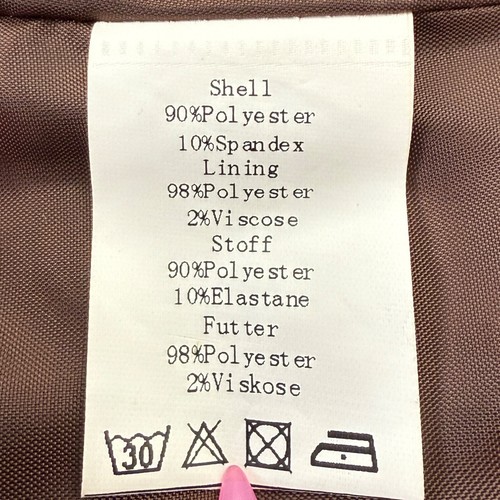 Shell
90%Polyester
10%Spandex
Lining
98%Polyester
2%Viscose
Stoff
90%Polyester
10%Elastane
Futter
98%Polyester
2%Viskose
30